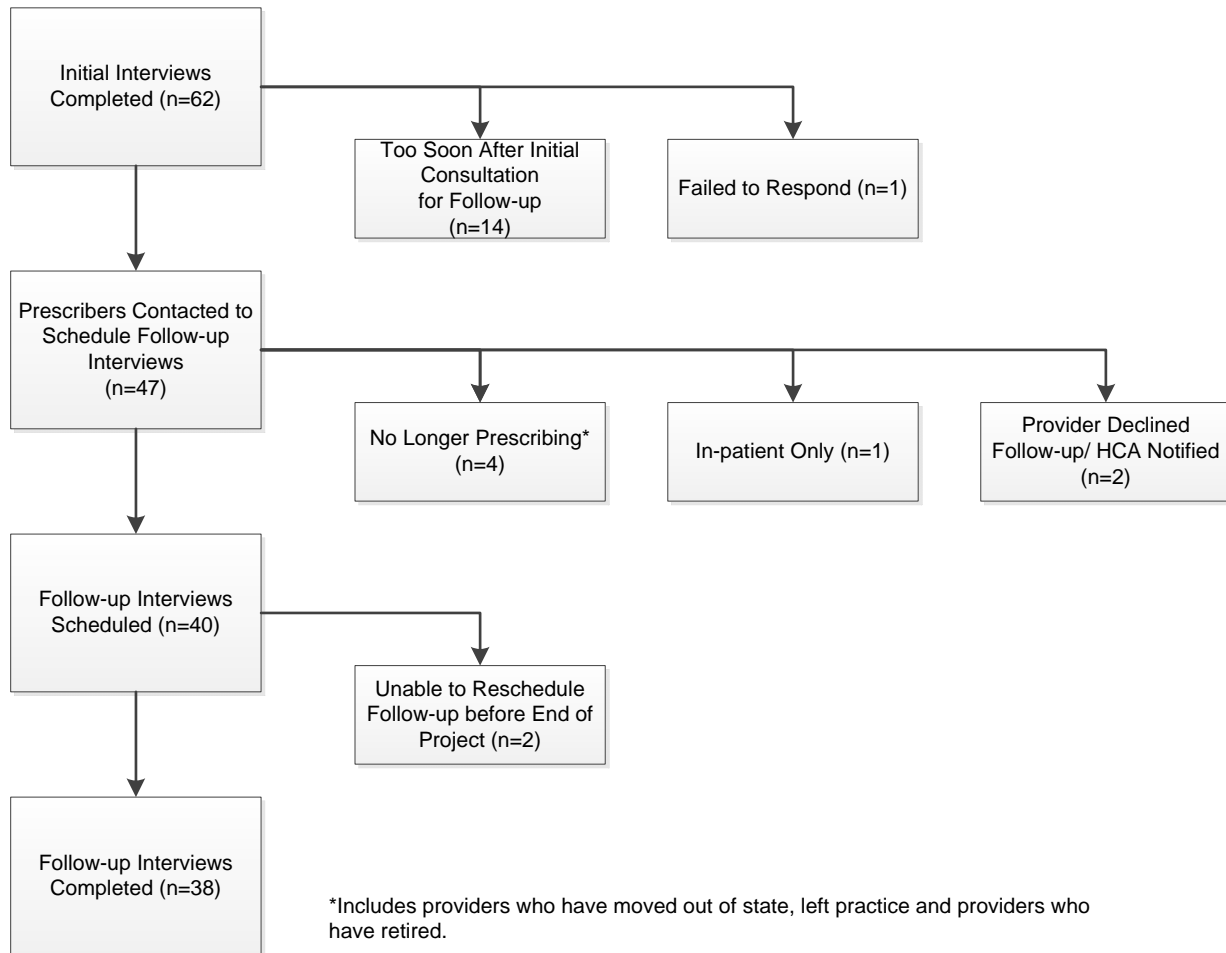 Initial Interviews
Completed (n=62)
Too Soon After Initial
Consultation
for Follow-up
(n=14)
Failed to Respond (n=1)
Prescribers Contacted to
Schedule Follow-up
Interviews
(n=47)
No Longer Prescribing*
(n=4)
In-patient Only (n=1)
Provider Declined
Follow-up/ HCA Notified
(n=2)
Follow-up Interviews
Scheduled (n=40)
Unable to Reschedule
Follow-up before End of
Project (n=2)
Follow-up Interviews
Completed (n=38)
*Includes providers who have moved out of state, left practice and providers who
have retired.